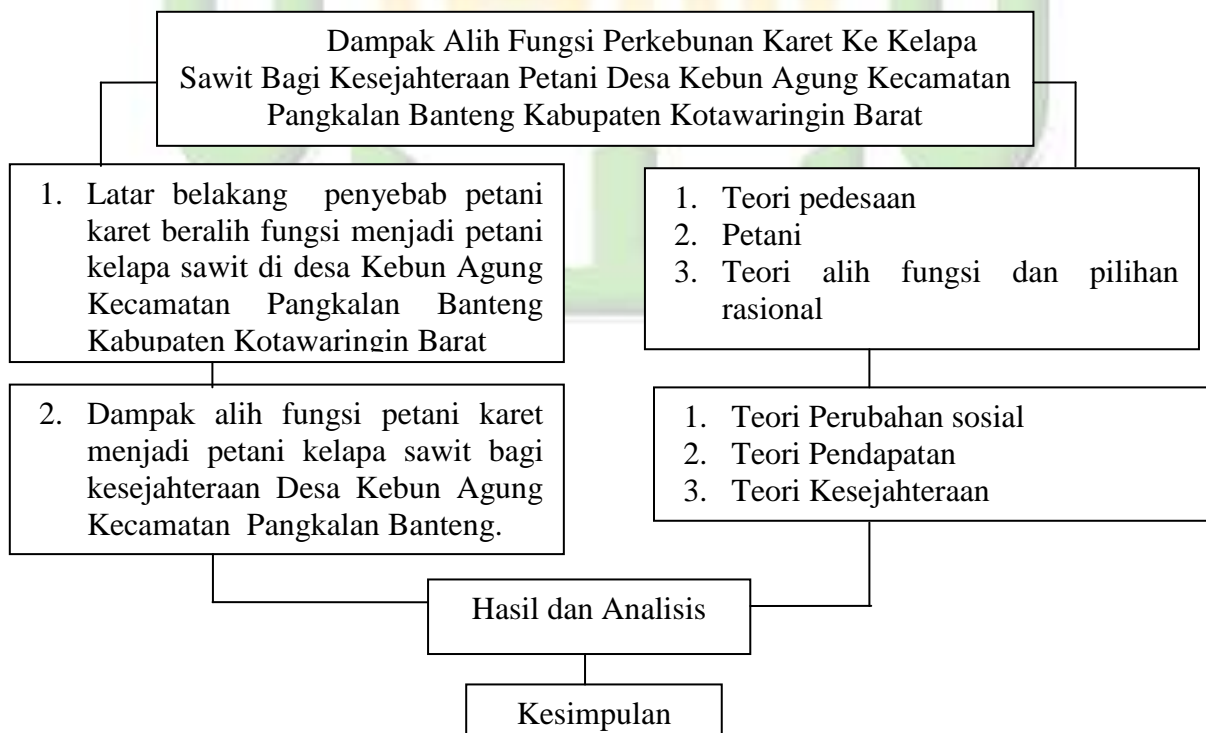 Dampak Alih Fungsi Perkebunan Karet Ke Kelapa
Sawit Bagi Kesejahteraan Petani Desa Kebun Agung Kecamatan
Pangkalan Banteng Kabupaten Kotawaringin Barat
1. Latar belakang penyebab petani
karet beralih fungsi menjadi petani
kelapa sawit di desa Kebun Agung
Kecamatan Pangkalan Banteng
Kabupaten Kotawaringin Barat
1. Teori pedesaan
2. Petani
3. Teori alih fungsi dan pilihan
rasional
2. Dampak alih fungsi petani karet
menjadi petani kelapa sawit bagi
kesejahteraan Desa Kebun Agung
Kecamatan Pangkalan Banteng.
1. Teori Perubahan sosial
2. Teori Pendapatan
3. Teori Kesejahteraan
Hasil dan Analisis
Kesimpulan